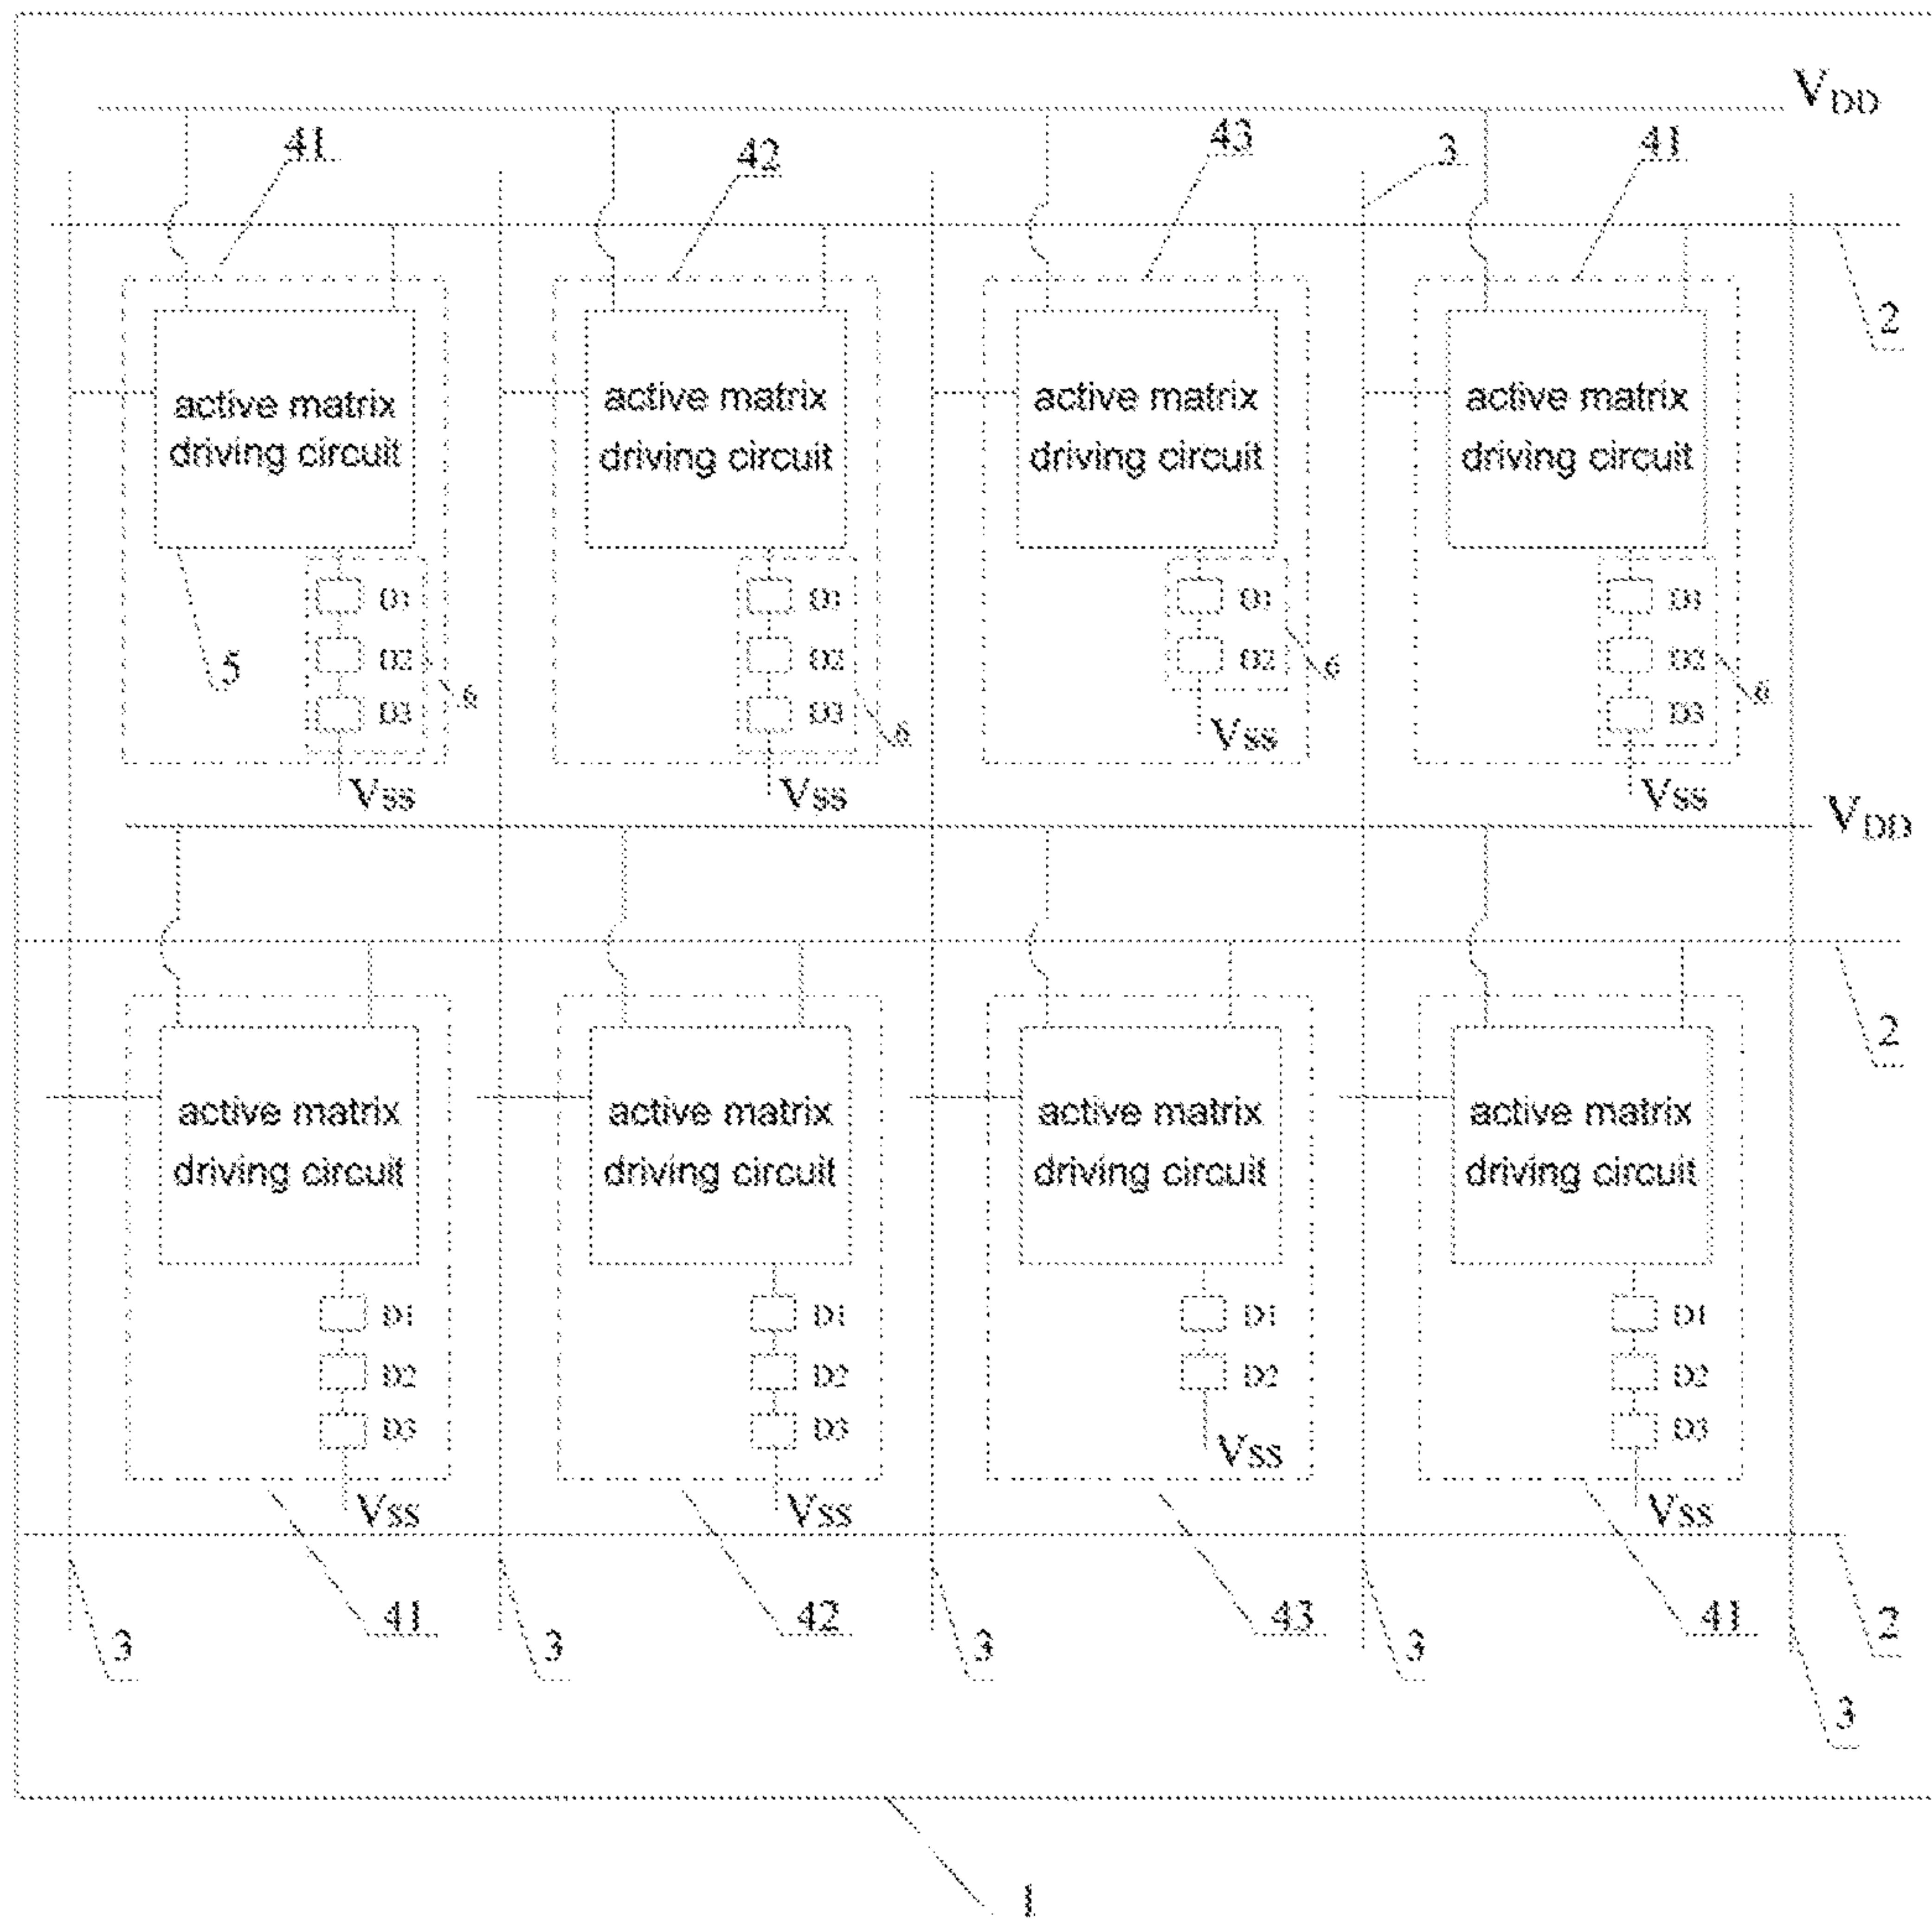 VDD
41
42
43
3
41
2
active matrix
driving circuit
active matrix
driving circuit
active matrix
driving circuit
active matrix
driving circuit
D1
D2
D3
D1
D2
D3
D1
D2
D1
D2
D3
5
6
6
6
6
VSS
VSS
VSS
VSS
VDD
2
active matrix
driving circuit
active matrix
driving circuit
active matrix
driving circuit
active matrix
driving circuit
D1
D2
D3
D1
D2
D3
D1
D2
D1
D2
D3
VSS
VSS
VSS
VSS
3
41
3
42
3
43
3
41
2
3
1